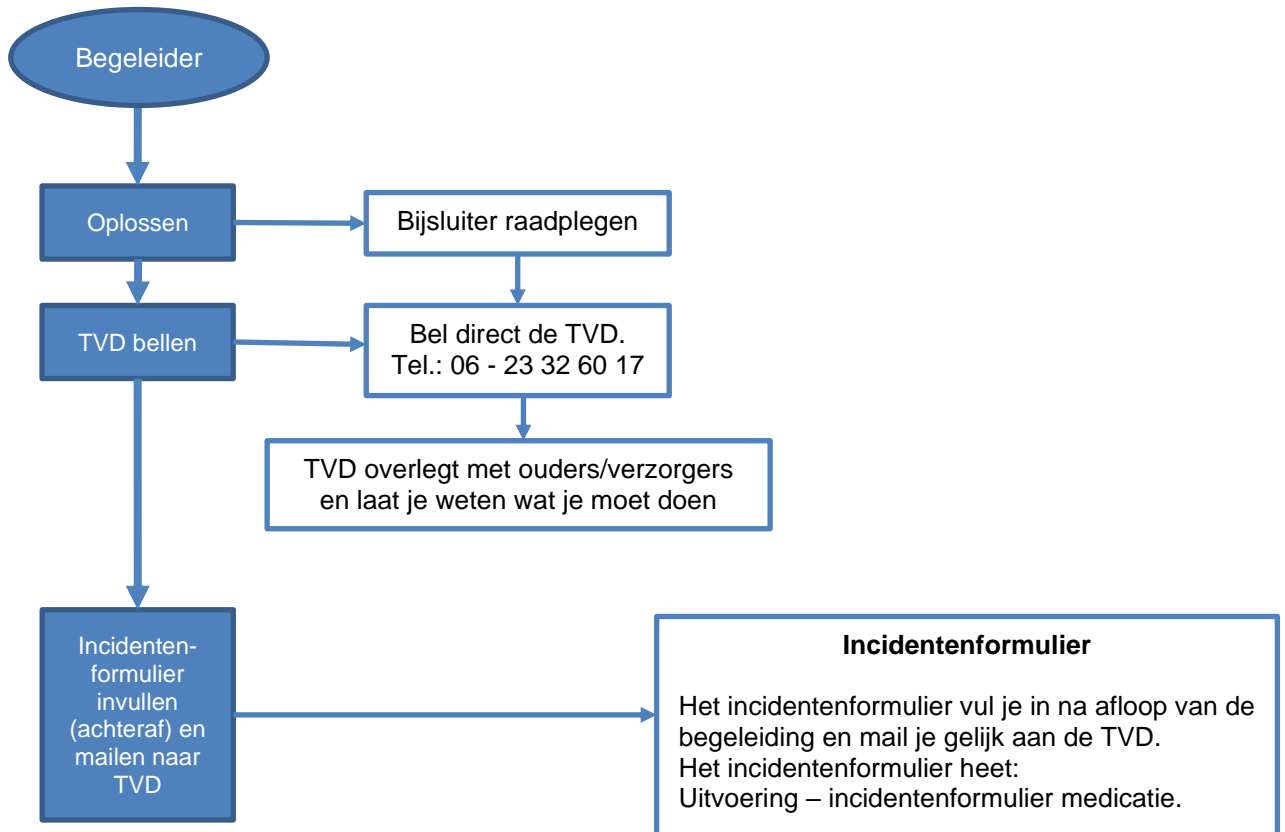 Begeleider
Oplossen
Bijsluiter raadplegen
TVD bellen
Bel direct de TVD.
Tel.: 06 - 23 32 60 17
TVD overlegt met ouders/verzorgers
en laat je weten wat je moet doen
Incidenten-
formulier
invullen
(achteraf) en
mailen naar
TVD
Incidentenformulier
Het incidentenformulier vul je in na afloop van de
begeleiding en mail je gelijk aan de TVD.
Het incidentenformulier heet:
Uitvoering – incidentenformulier medicatie.